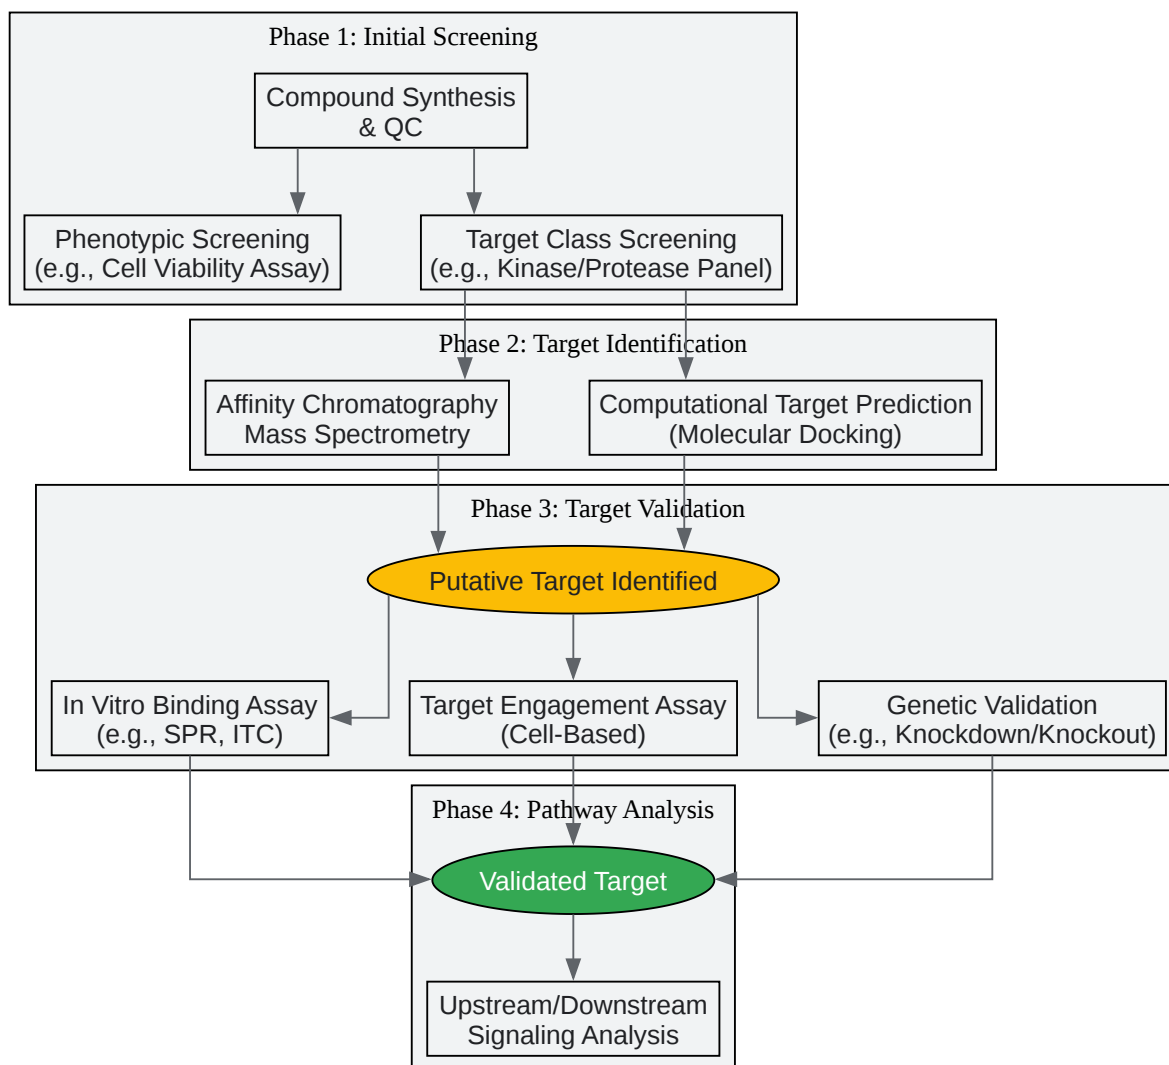 Phase 1: Initial Screening
Compound Synthesis
& QC
Phenotypic Screening
(e.g., Cell Viability Assay)
Target Class Screening
(e.g., Kinase/Protease Panel)
Phase 2: Target Identification
Affinity Chromatography
Mass Spectrometry
Computational Target Prediction
(Molecular Docking)
Phase 3: Target Validation
Putative Target Identified
In Vitro Binding Assay
(e.g., SPR, ITC)
Target Engagement Assay
(Cell-Based)
Genetic Validation
(e.g., Knockdown/Knockout)
Phase 4: Pathway Analysis
Validated Target
Upstream/Downstream
Signaling Analysis